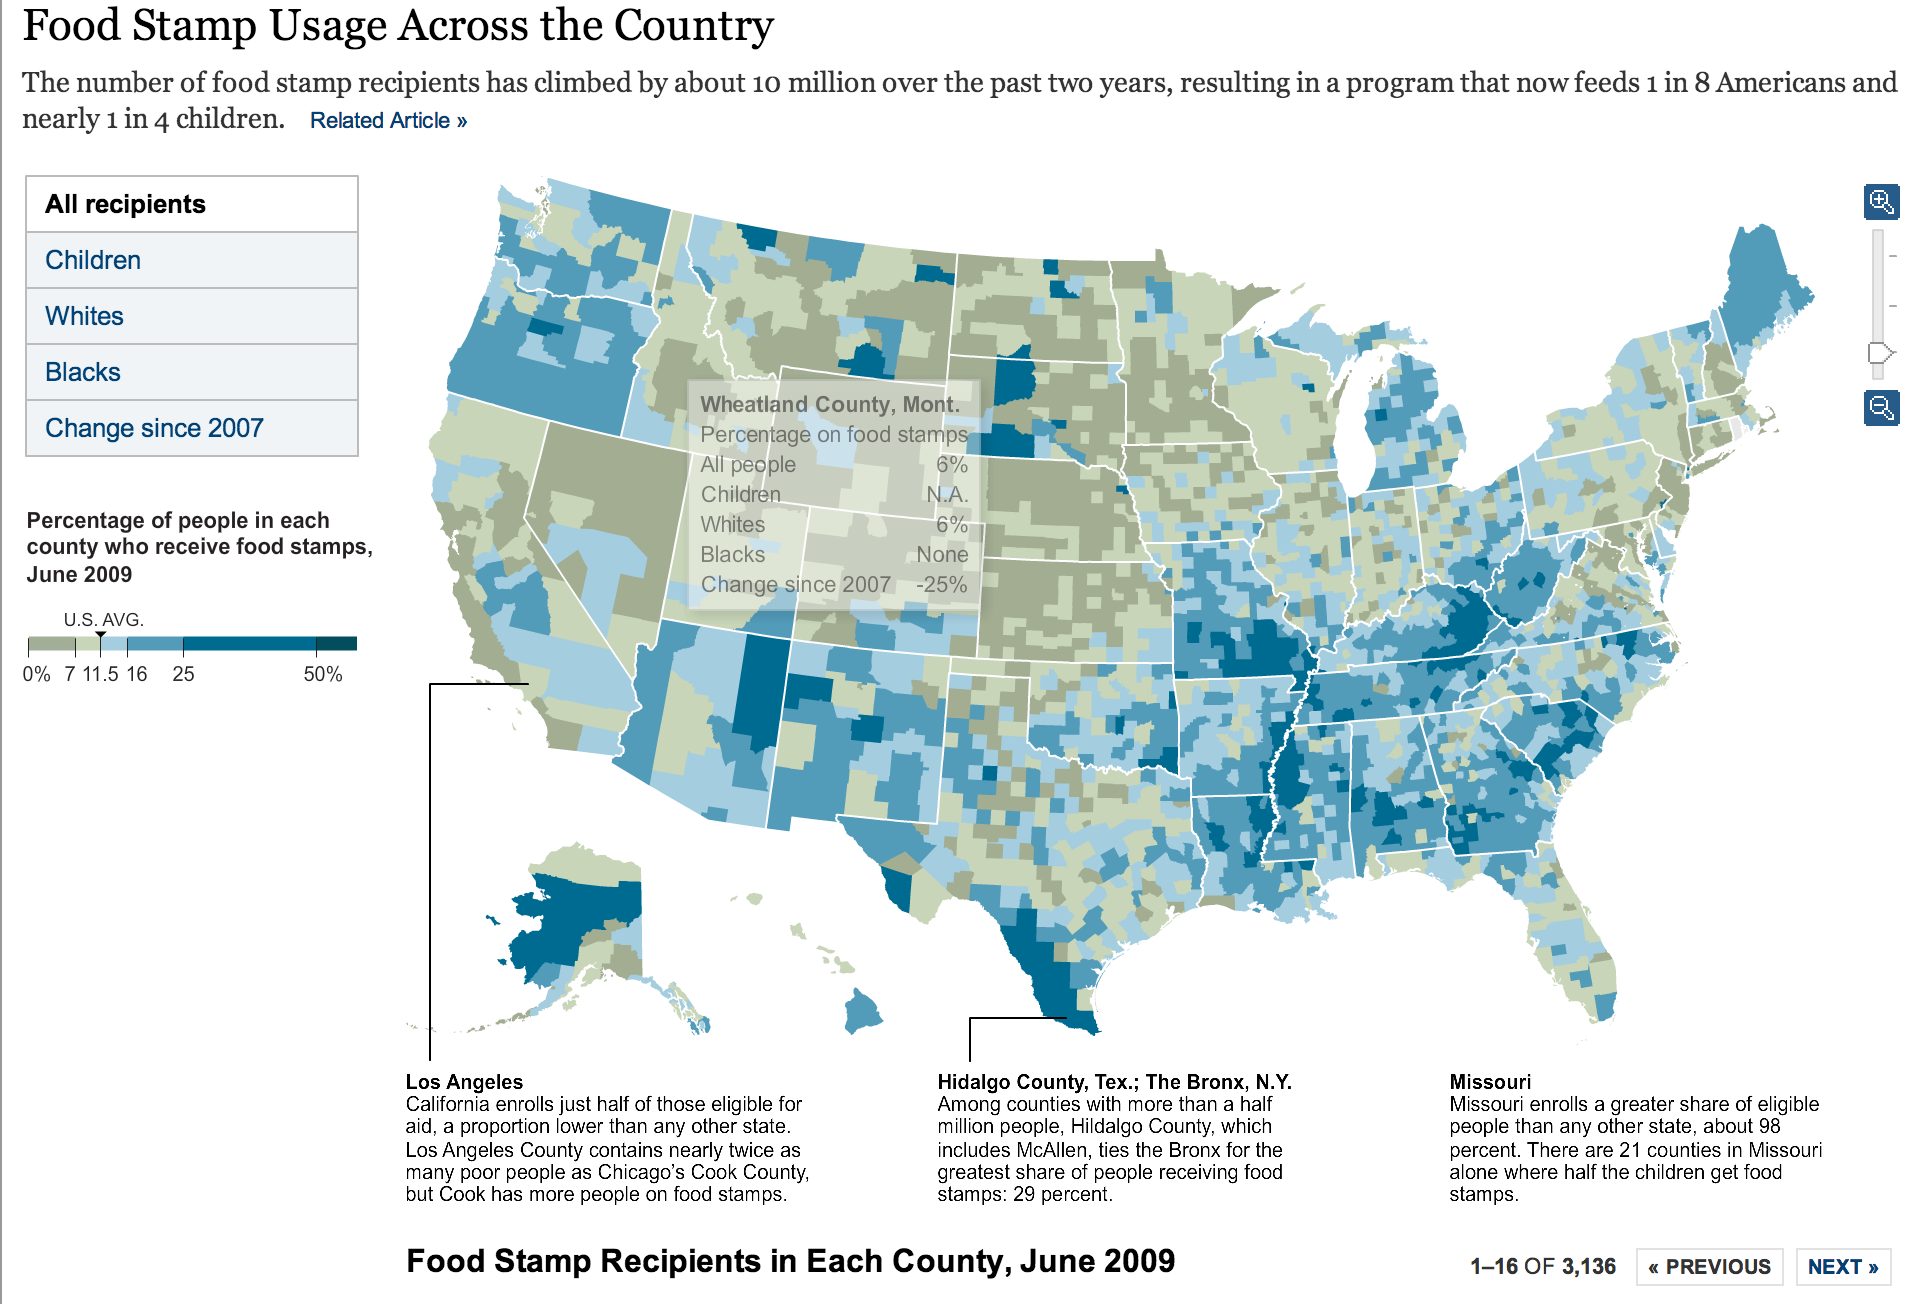 Food Stamp Usage Across the Country
The number of food stamp recipients has climbed by about 10 million over the past two years, resulting in a program that now feeds 1 in 8 Americans and
nearly 1 in 4 children. Related Article »
All recipients
Children
Whites
Blacks
Change since 2007
Percentage of people in each
county who receive food stamps,
June 2009
U.S. AVG.
0% 7 11.5 16 25 50%
Wheatland County, Mont.
Percentage on food stamps
All people 6%
Children N.A.
Whites 6%
Blacks None
Change since 2007 -25%
Los Angeles
California enrolls just half of those eligible for
aid, a proportion lower than any other state.
Los Angeles County contains nearly twice as
many poor people as Chicago's Cook County,
but Cook has more people on food stamps.
Hidalgo County, Tex.; The Bronx, N.Y.
Among counties with more than a half
million people, Hildalgo County, which
includes McAllen, ties the Bronx for the
greatest share of people receiving food
stamps: 29 percent.
Missouri
Missouri enrolls a greater share of eligible
people than any other state, about 98
percent. There are 21 counties in Missouri
alone where half the children get food
stamps.
Food Stamp Recipients in Each County, June 2009
1–16 OF 3,136 « PREVIOUS NEXT »